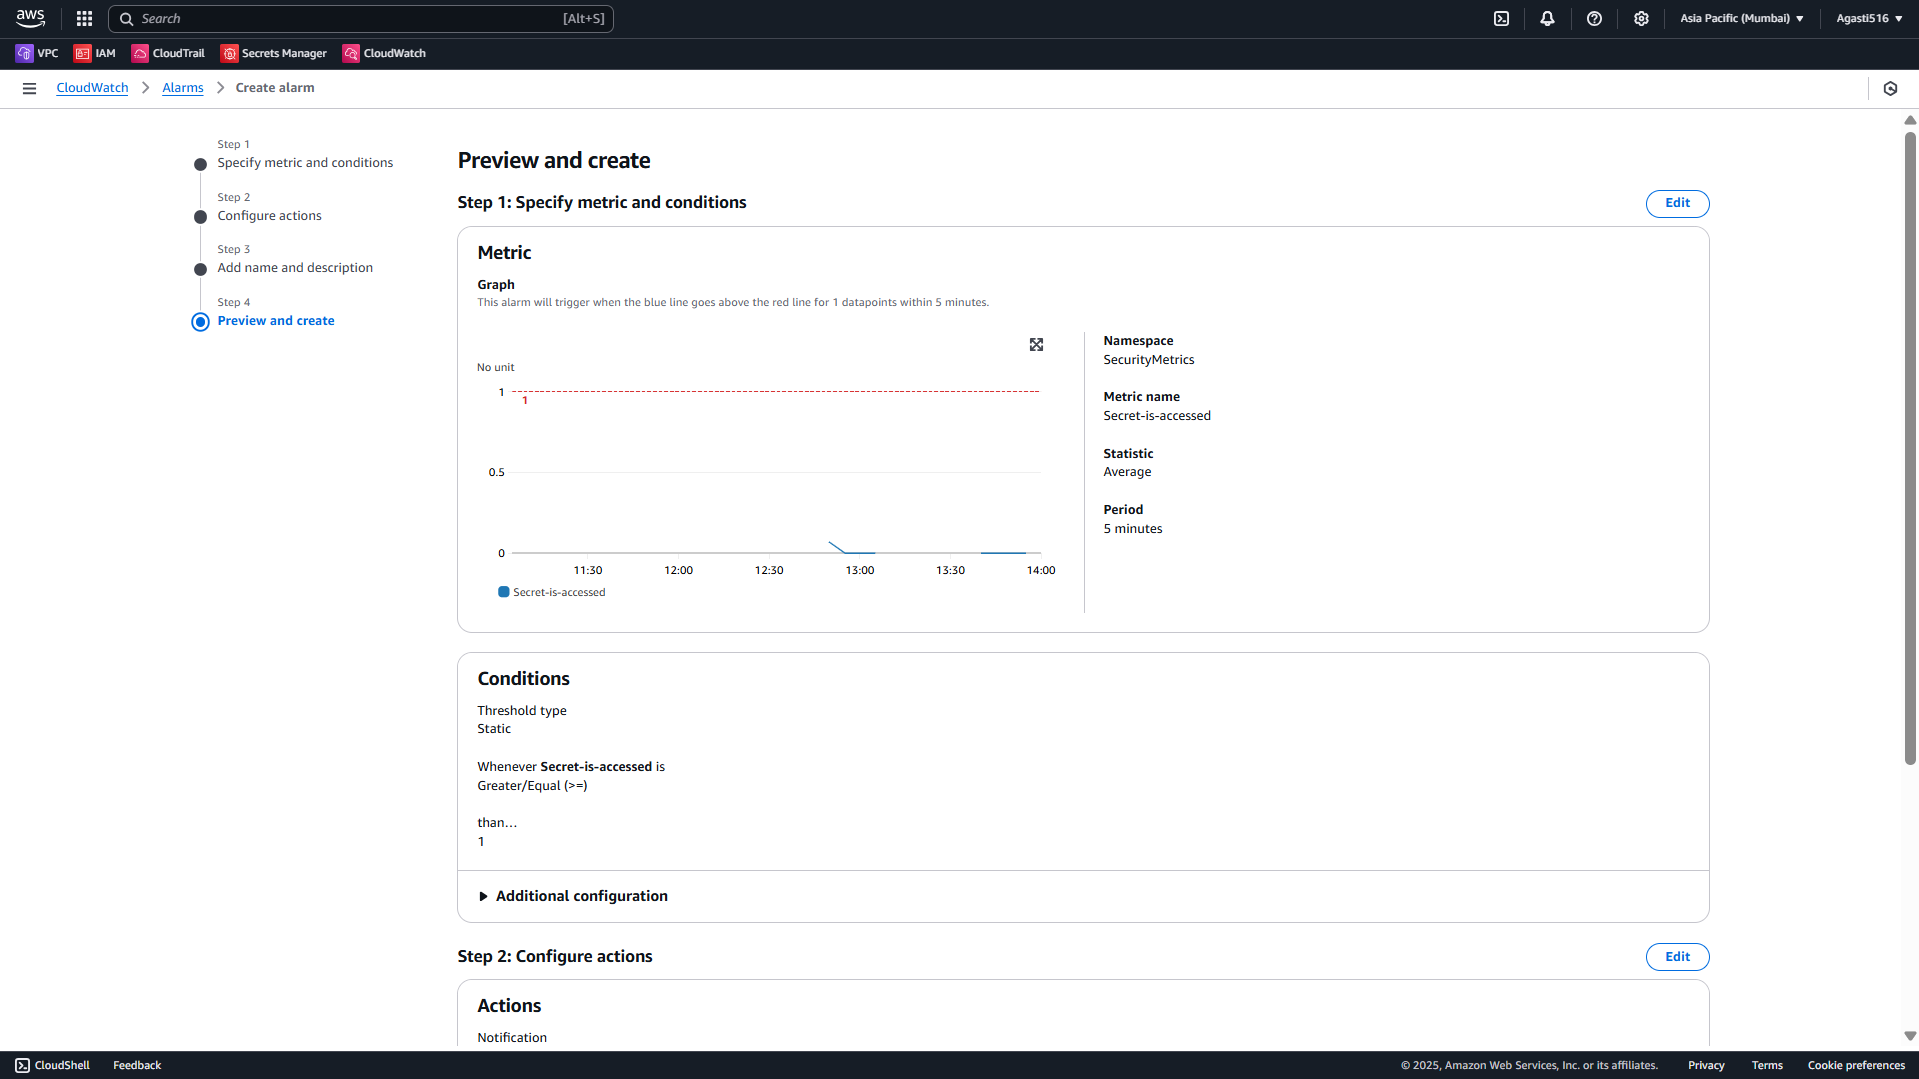 aws
Search
[Alt+S]
Asia Pacific (Mumbai)
Agasti516
VPC
IAM
CloudTrail
Secrets Manager
CloudWatch
CloudWatch
Alarms
Create alarm
Step 1
Specify metric and conditions
Step 2
Configure actions
Step 3
Add name and description
Step 4
Preview and create
Preview and create
Step 1: Specify metric and conditions
Edit
Metric
Graph
This alarm will trigger when the blue line goes above the red line for 1 datapoints within 5 minutes.
No unit
1
1
0.5
0
11:30
12:00
12:30
13:00
13:30
14:00
Secret-is-accessed
Namespace
SecurityMetrics
Metric name
Secret-is-accessed
Statistic
Average
Period
5 minutes
Conditions
Threshold type
Static
Whenever Secret-is-accessed is
Greater/Equal (>=)
than...
1
Additional configuration
Step 2: Configure actions
Edit
Actions
Notification
CloudShell
Feedback
© 2025, Amazon Web Services, Inc. or its affiliates.
Privacy
Terms
Cookie preferences